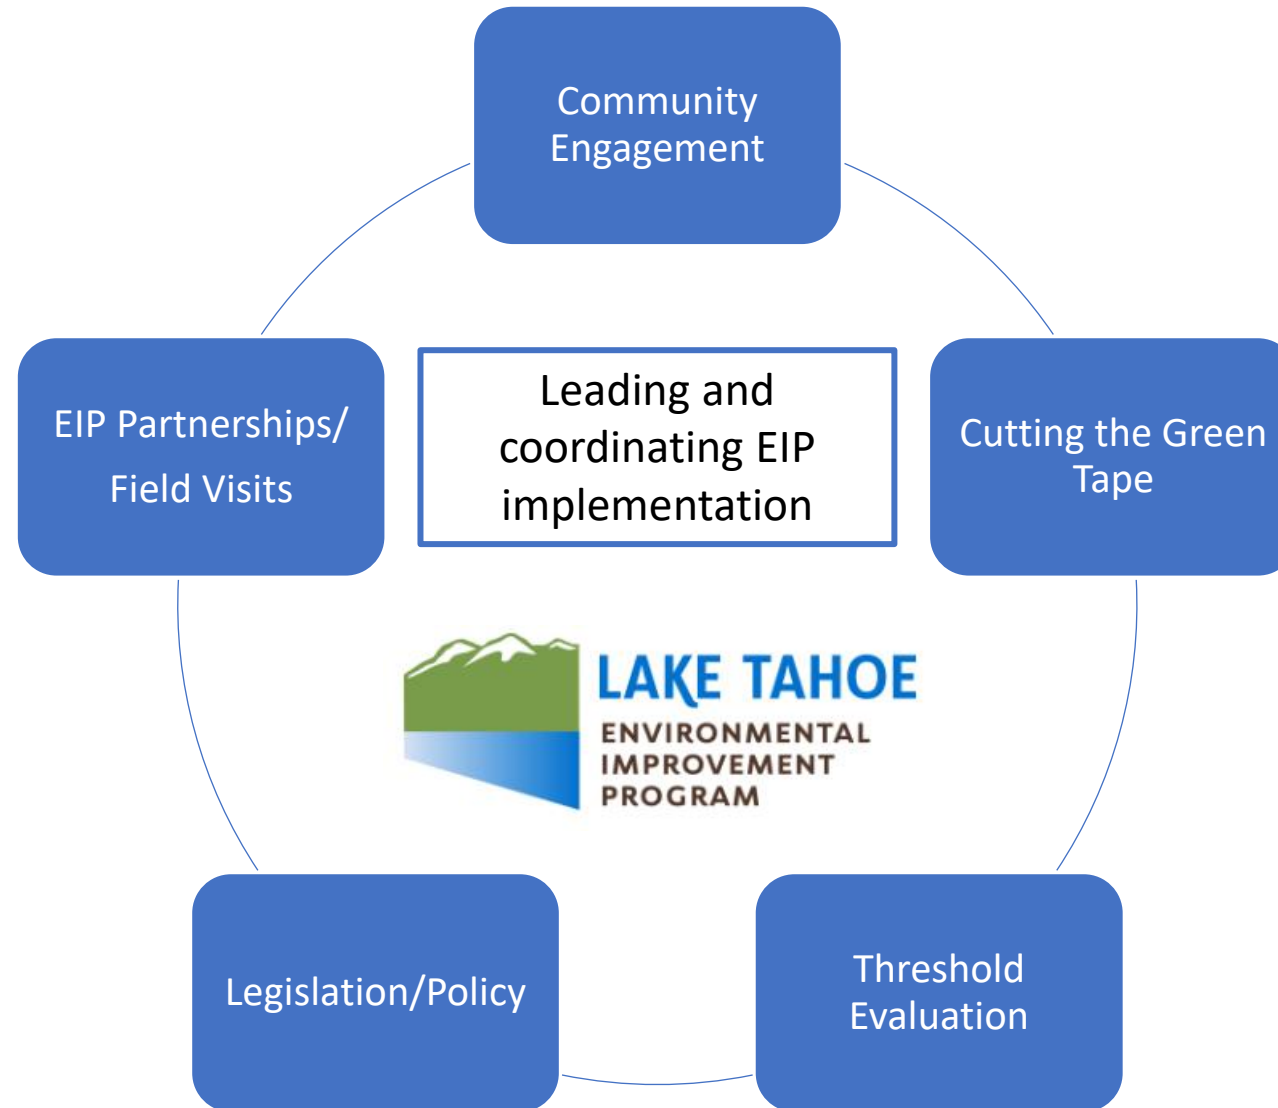 Community
Engagement
EIP Partnerships/
Field Visits
Leading and
coordinating EIP
implementation
Cutting the Green
Tape
LAKE TAHOE
ENVIRONMENTAL
IMPROVEMENT
PROGRAM
Legislation/Policy
Threshold
Evaluation